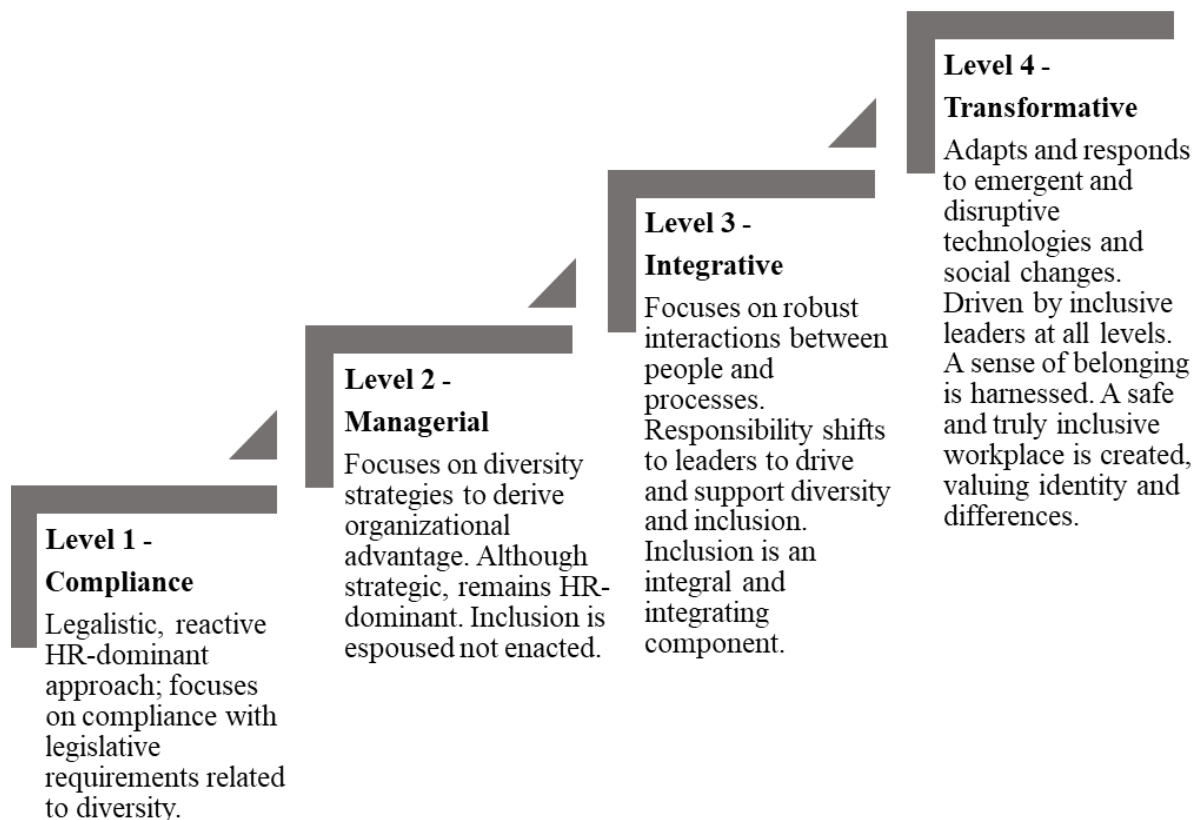 Level 1 -
Compliance
Legalistic, reactive
HR-dominant
approach; focuses
on compliance with
legislative
requirements related
to diversity.
Level 2 -
Managerial
Focuses on diversity
strategies to derive
organizational
advantage. Although
strategic, remains HR-
dominant. Inclusion is
espoused not enacted.
Level 3 -
Integrative
Focuses on robust
interactions between
people and
processes.
Responsibility shifts
to leaders to drive
and support diversity
and inclusion.
Inclusion is an
integral and
integrating
component.
Level 4 -
Transformative
Adapts and responds
to emergent and
disruptive
technologies and
social changes.
Driven by inclusive
leaders at all levels.
A sense of belonging
is harnessed. A safe
and truly inclusive
workplace is created,
valuing identity and
differences.